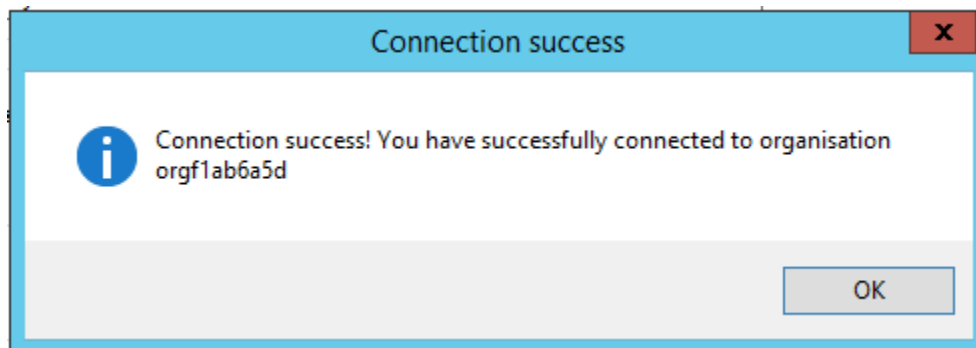 Connection success
x
Connection success! You have successfully connected to organisation
orgf1ab6a5d
OK